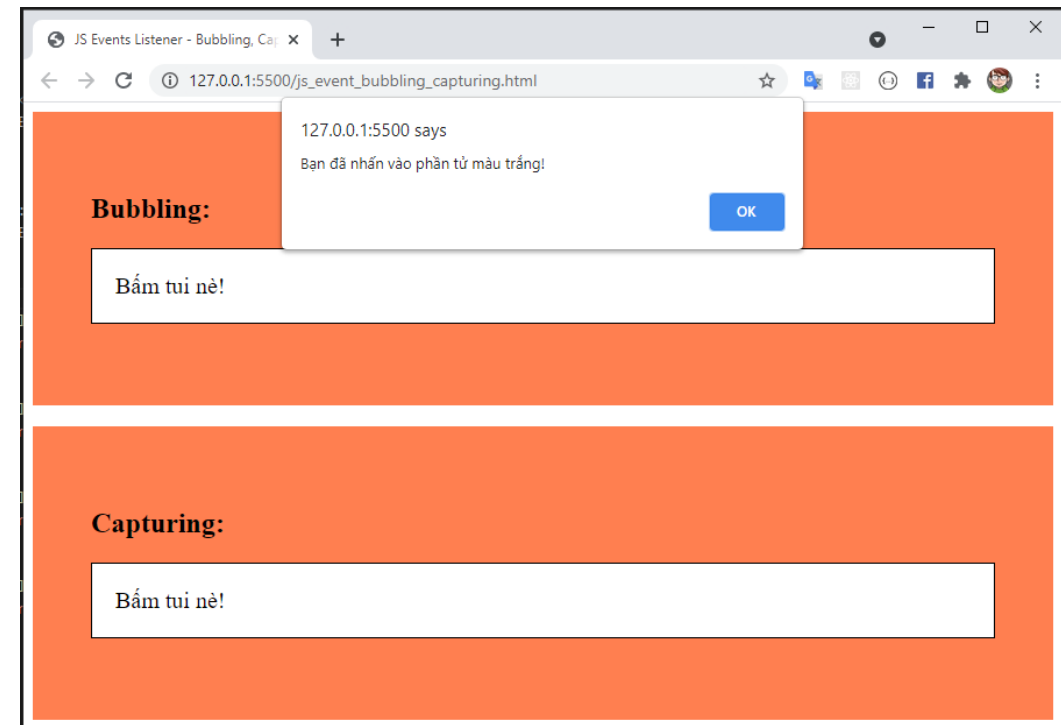 JS Events Listener - Bubbling, Ca
127.0.0.1:5500/js_event_bubbling_capturing.html
127.0.0.1:5500 says
Bạn đã nhấn vào phần tử màu trắng!
OK
Bubbling:
Bấm tui nè!
Capturing:
Bấm tui nè!